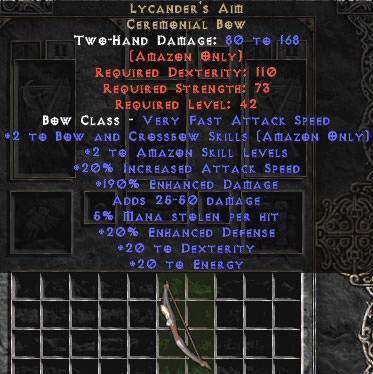 Lycander's Aim
Ceremonial Bow
Two-Hand Damage: 80 to 168
(Amazon Only)
Required Dexterity: 110
Required Strength: 73
Required Level: 42
Bow Class - Very Fast Attack Speed
+2 to Bow and Crossbow Skills (Amazon Only)
+2 to Amazon Skill Levels
+20% Increased Attack Speed
+190% Enhanced Damage
Adds 25-50 damage
5% Mana stolen per hit
+20% Enhanced Defense
+20 to Dexterity
+20 to Energy